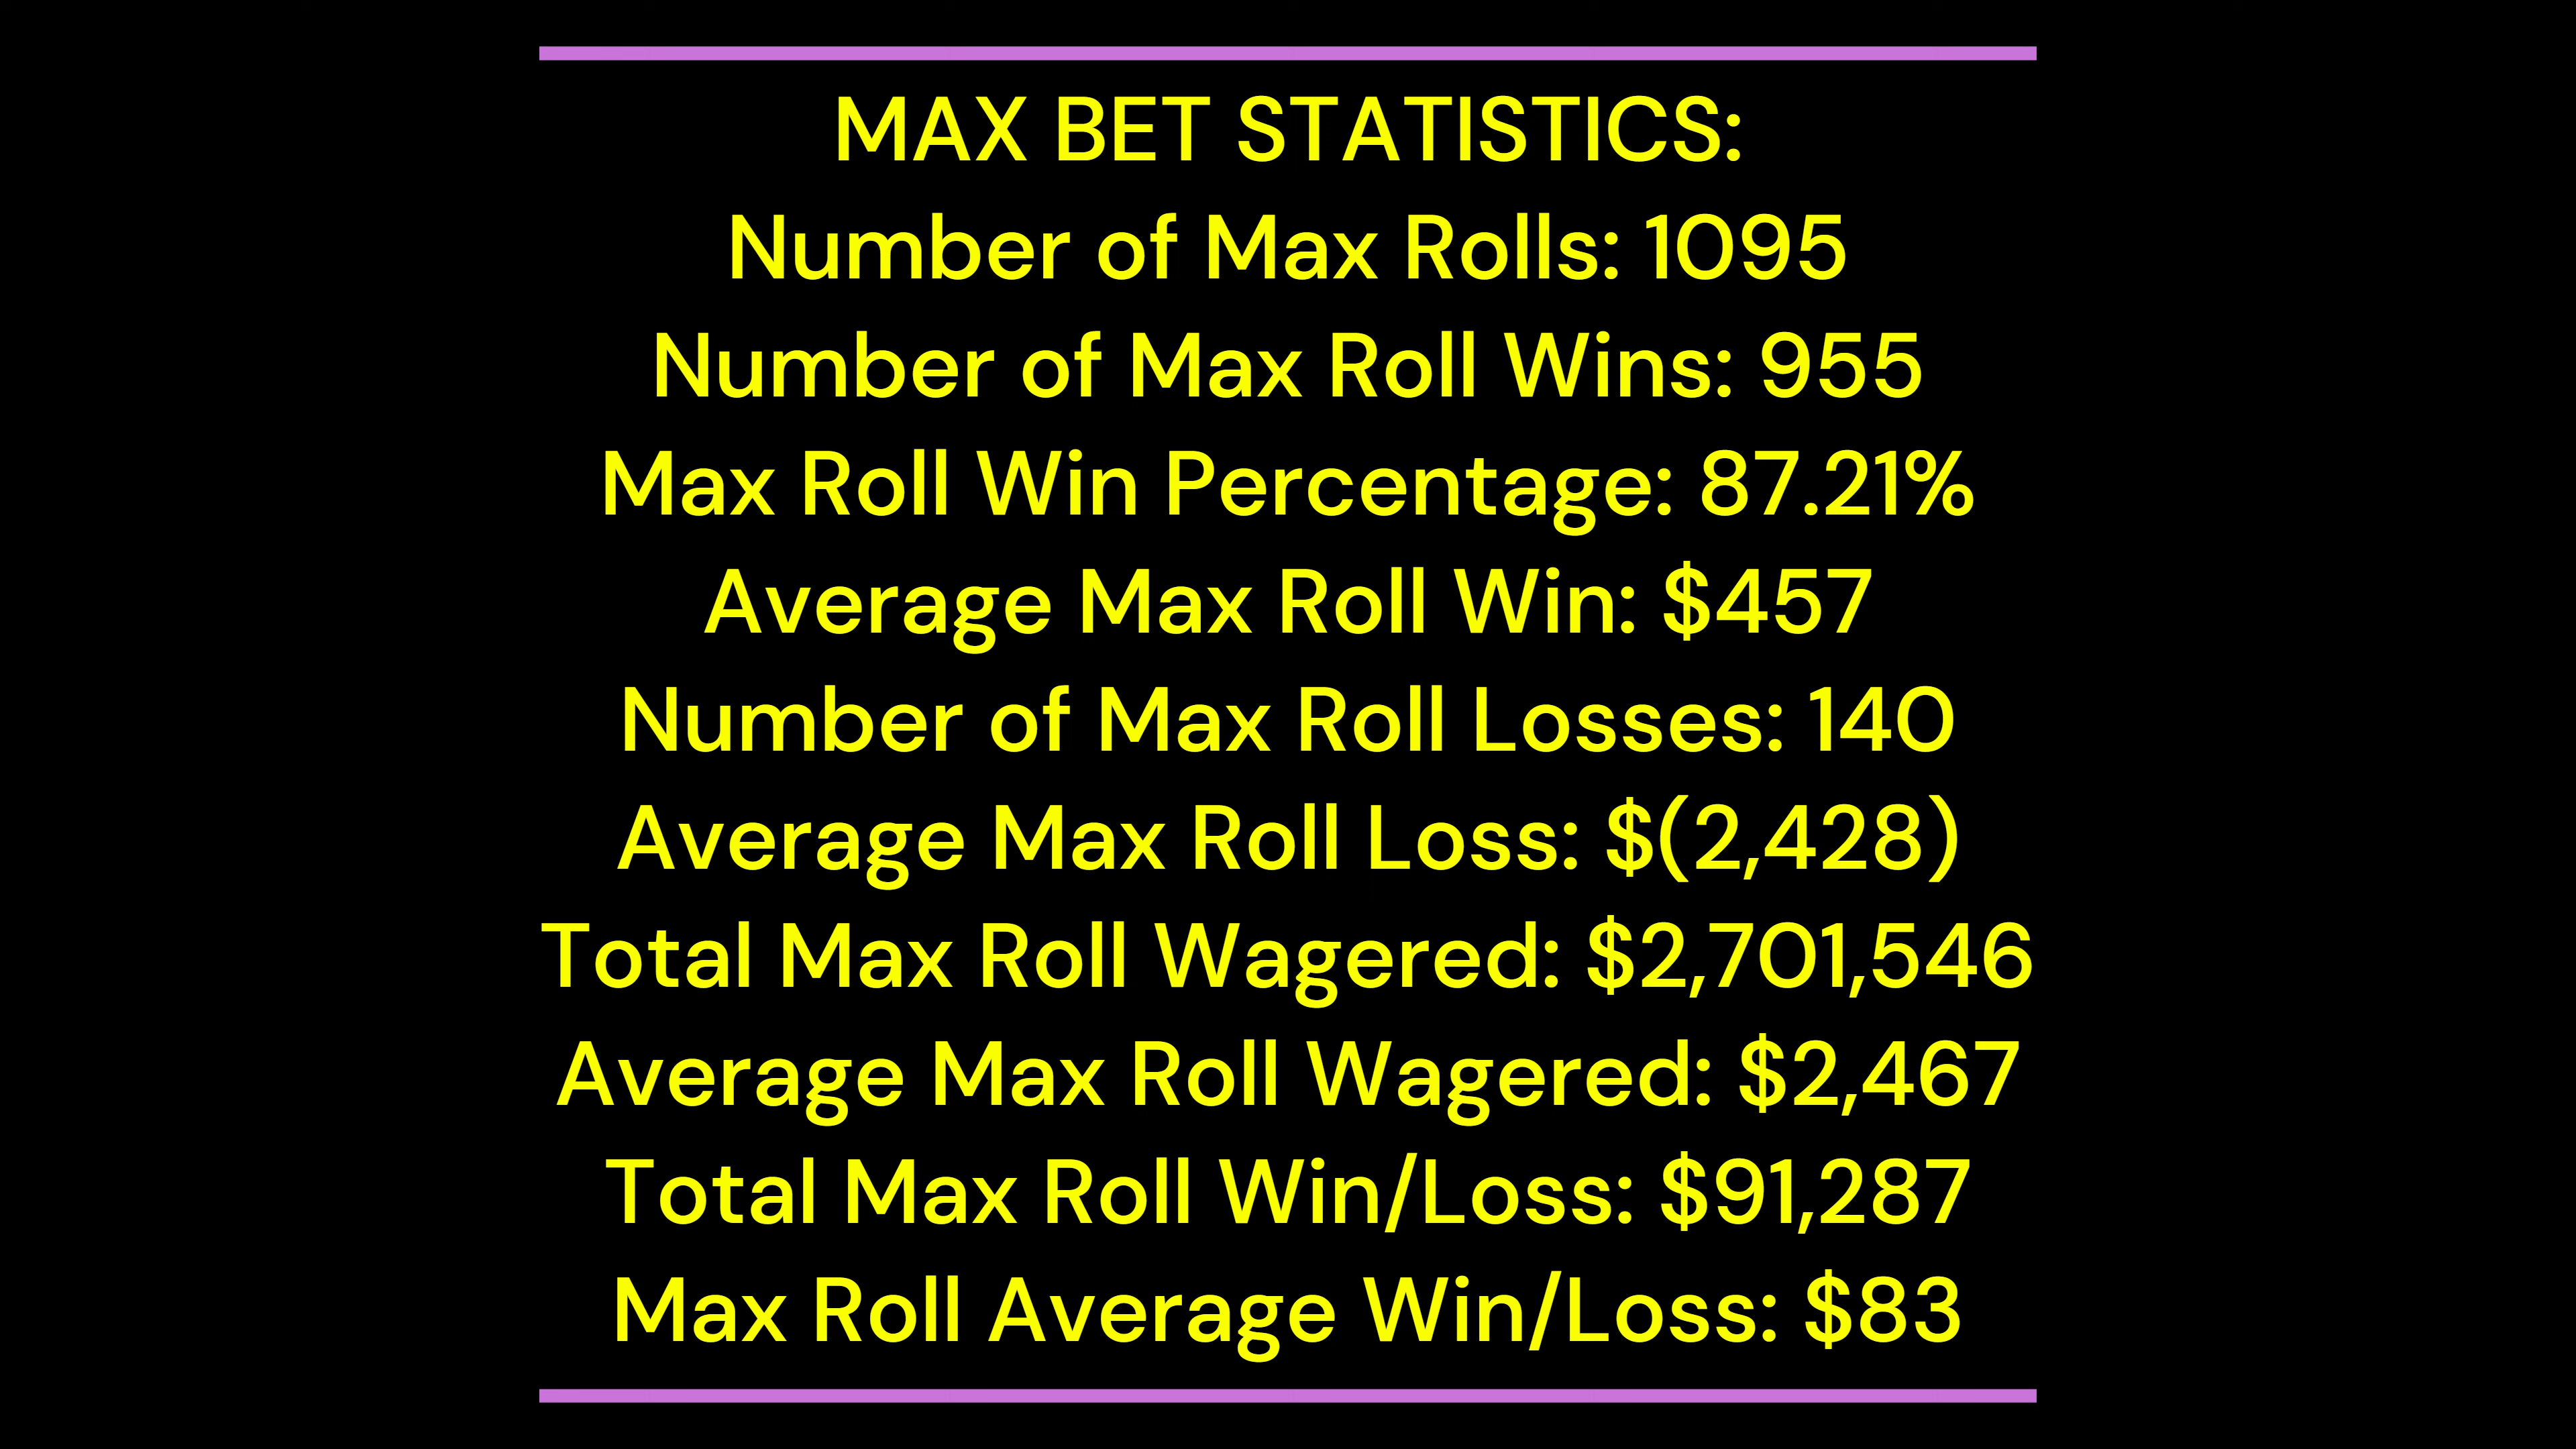 MAX BET STATISTICS:
Number of Max Rolls: 1095
Number of Max Roll Wins: 955
Max Roll Win Percentage: 87.21%
Average Max Roll Win: $457
Number of Max Roll Losses: 140
Average Max Roll Loss: $(2,428)
Total Max Roll Wagered: $2,701,546
Average Max Roll Wagered: $2,467
Total Max Roll Win/Loss: $91,287
Max Roll Average Win/Loss: $83